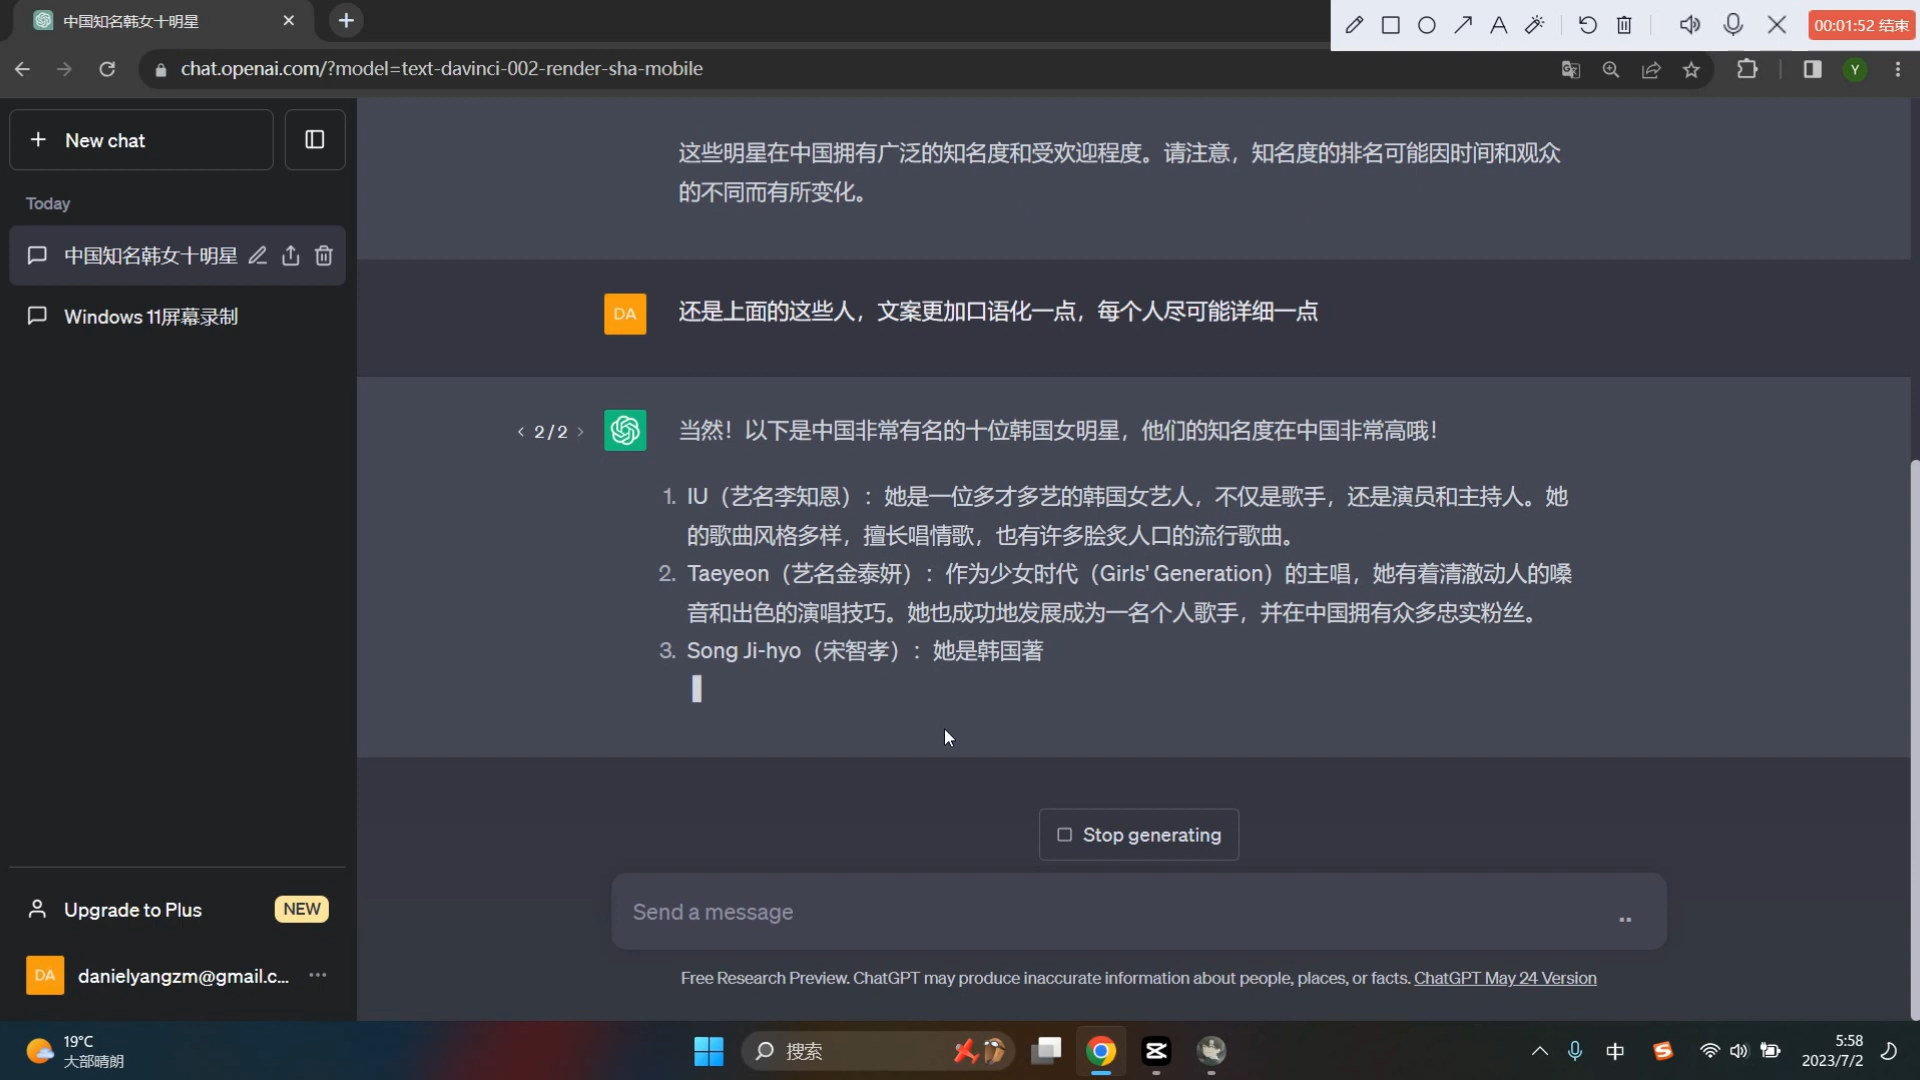 中国知名韩女十明星
00:01:52 结束
chat.openai.com/?model=text-davinci-002-render-sha-mobile
Y
New chat
Today
中国知名韩女十明星
Windows 11屏幕录制
这些明星在中国拥有广泛的知名度和受欢迎程度。请注意，知名度的排名可能因时间和观众
的不同而有所变化。
DA
还是上面的这些人，文案更加口语化一点，每个人尽可能详细一点
2/2
当然！以下是中国非常有名的十位韩国女明星，他们的知名度在中国非常高哦！
1. IU（艺名李知恩）：她是一位多才多艺的韩国女艺人，不仅是歌手，还是演员和主持人。她
的歌曲风格多样，擅长唱情歌，也有许多脍炙人口的流行歌曲。
2. Taeyeon（艺名金泰妍）：作为少女时代（Girls' Generation）的主唱，她有着清澈动人的嗓
音和出色的演唱技巧。她也成功地发展成为一名个人歌手，并在中国拥有众多忠实粉丝。
3. Song Ji-hyo（宋智孝）：她是韩国著
Stop generating
Send a message
Free Research Preview. ChatGPT may produce inaccurate information about people, places, or facts. ChatGPT May 24 Version
Upgrade to Plus
NEW
DA
danielyangzm@gmail.c...
19°C
大部晴朗
搜索
中
5:58
2023/7/2